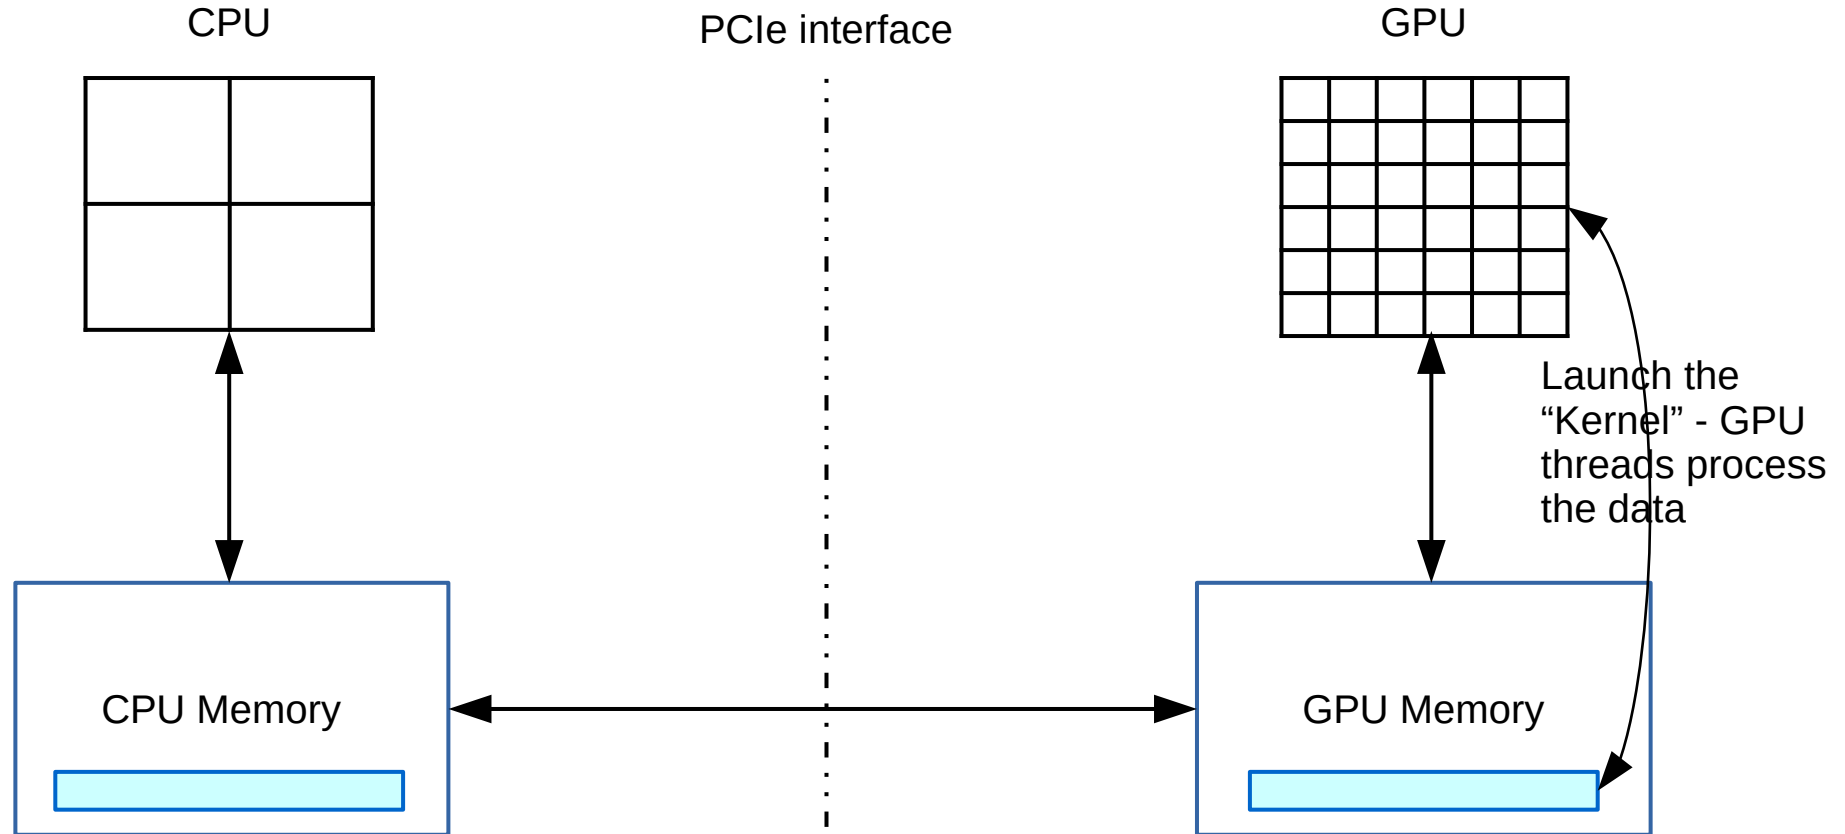 CPU
PCIe interface
GPU
Launch the
“Kernel” - GPU
threads process
the data
CPU Memory
GPU Memory